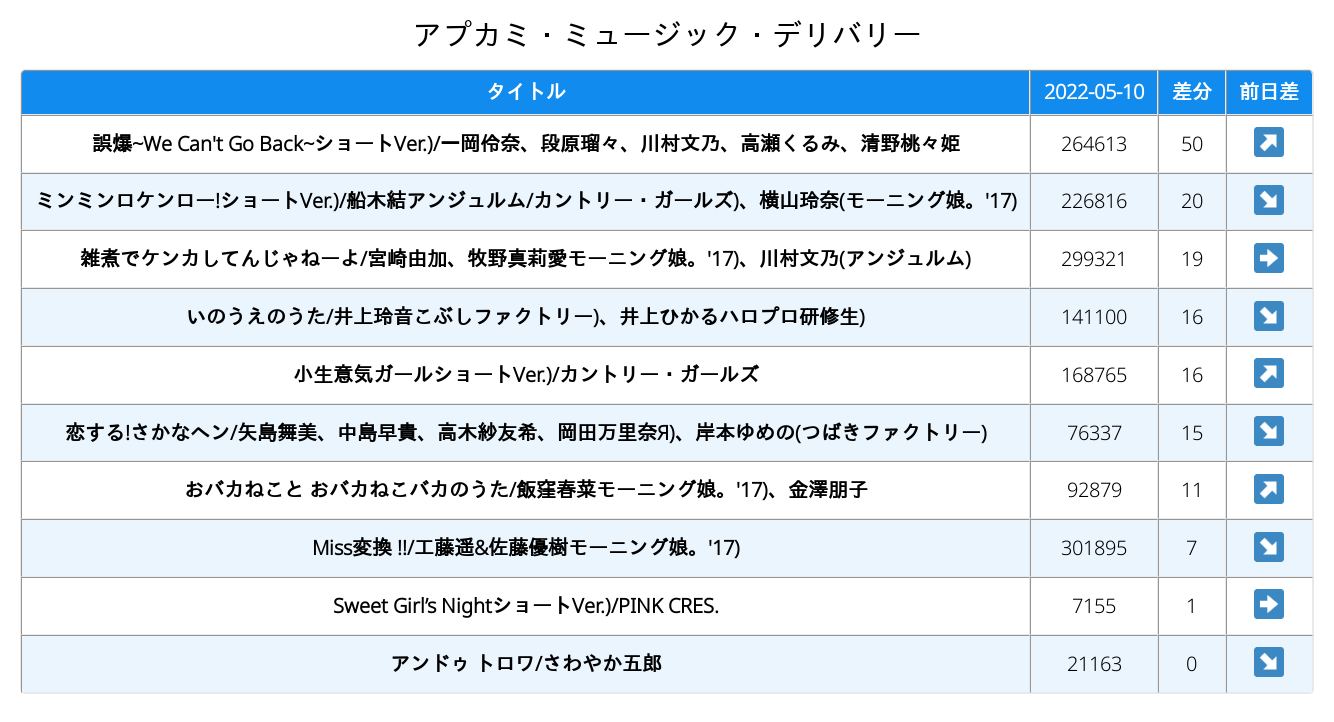 アプカミ・ミュージック・デリバリー
タイトル 2022-05-10 差分 前日差
誤爆~We Can't Go Back~ショートVer.)/一岡伶奈、段原瑠々、川村文乃、高瀬くるみ、清野桃々姫 264613 50 ↗
ミンミンロケンロー!ショートVer.)/船木結アンジュルム/カントリー・ガールズ)、横山玲奈(モーニング娘。'17) 226816 20 ↘
雑煮でケンカしてんじゃねーよ/宮崎由加、牧野真莉愛モーニング娘。'17)、川村文乃(アンジュルム) 299321 19 ➡
いのうえのうた/井上玲音こぶしファクトリー)、井上ひかるハロプロ研修生) 141100 16 ↘
小生意気ガールショートVer.)/カントリー・ガールズ 168765 16 ↗
恋する!さかなヘン/矢島舞美、中島早貴、高木紗友希、岡田万里奈Я)、岸本ゆめの(つばきファクトリー) 76337 15 ↘
おバカねこと おバカねこバカのうた/飯窪春菜モーニング娘。'17)、金澤朋子 92879 11 ↗
Miss変換 !!/工藤遥&佐藤優樹モーニング娘。'17) 301895 7 ↘
Sweet Girl’s NightショートVer.)/PINK CRES. 7155 1 ➡
アンドゥ トロワ/さわやか五郎 21163 0 ↘